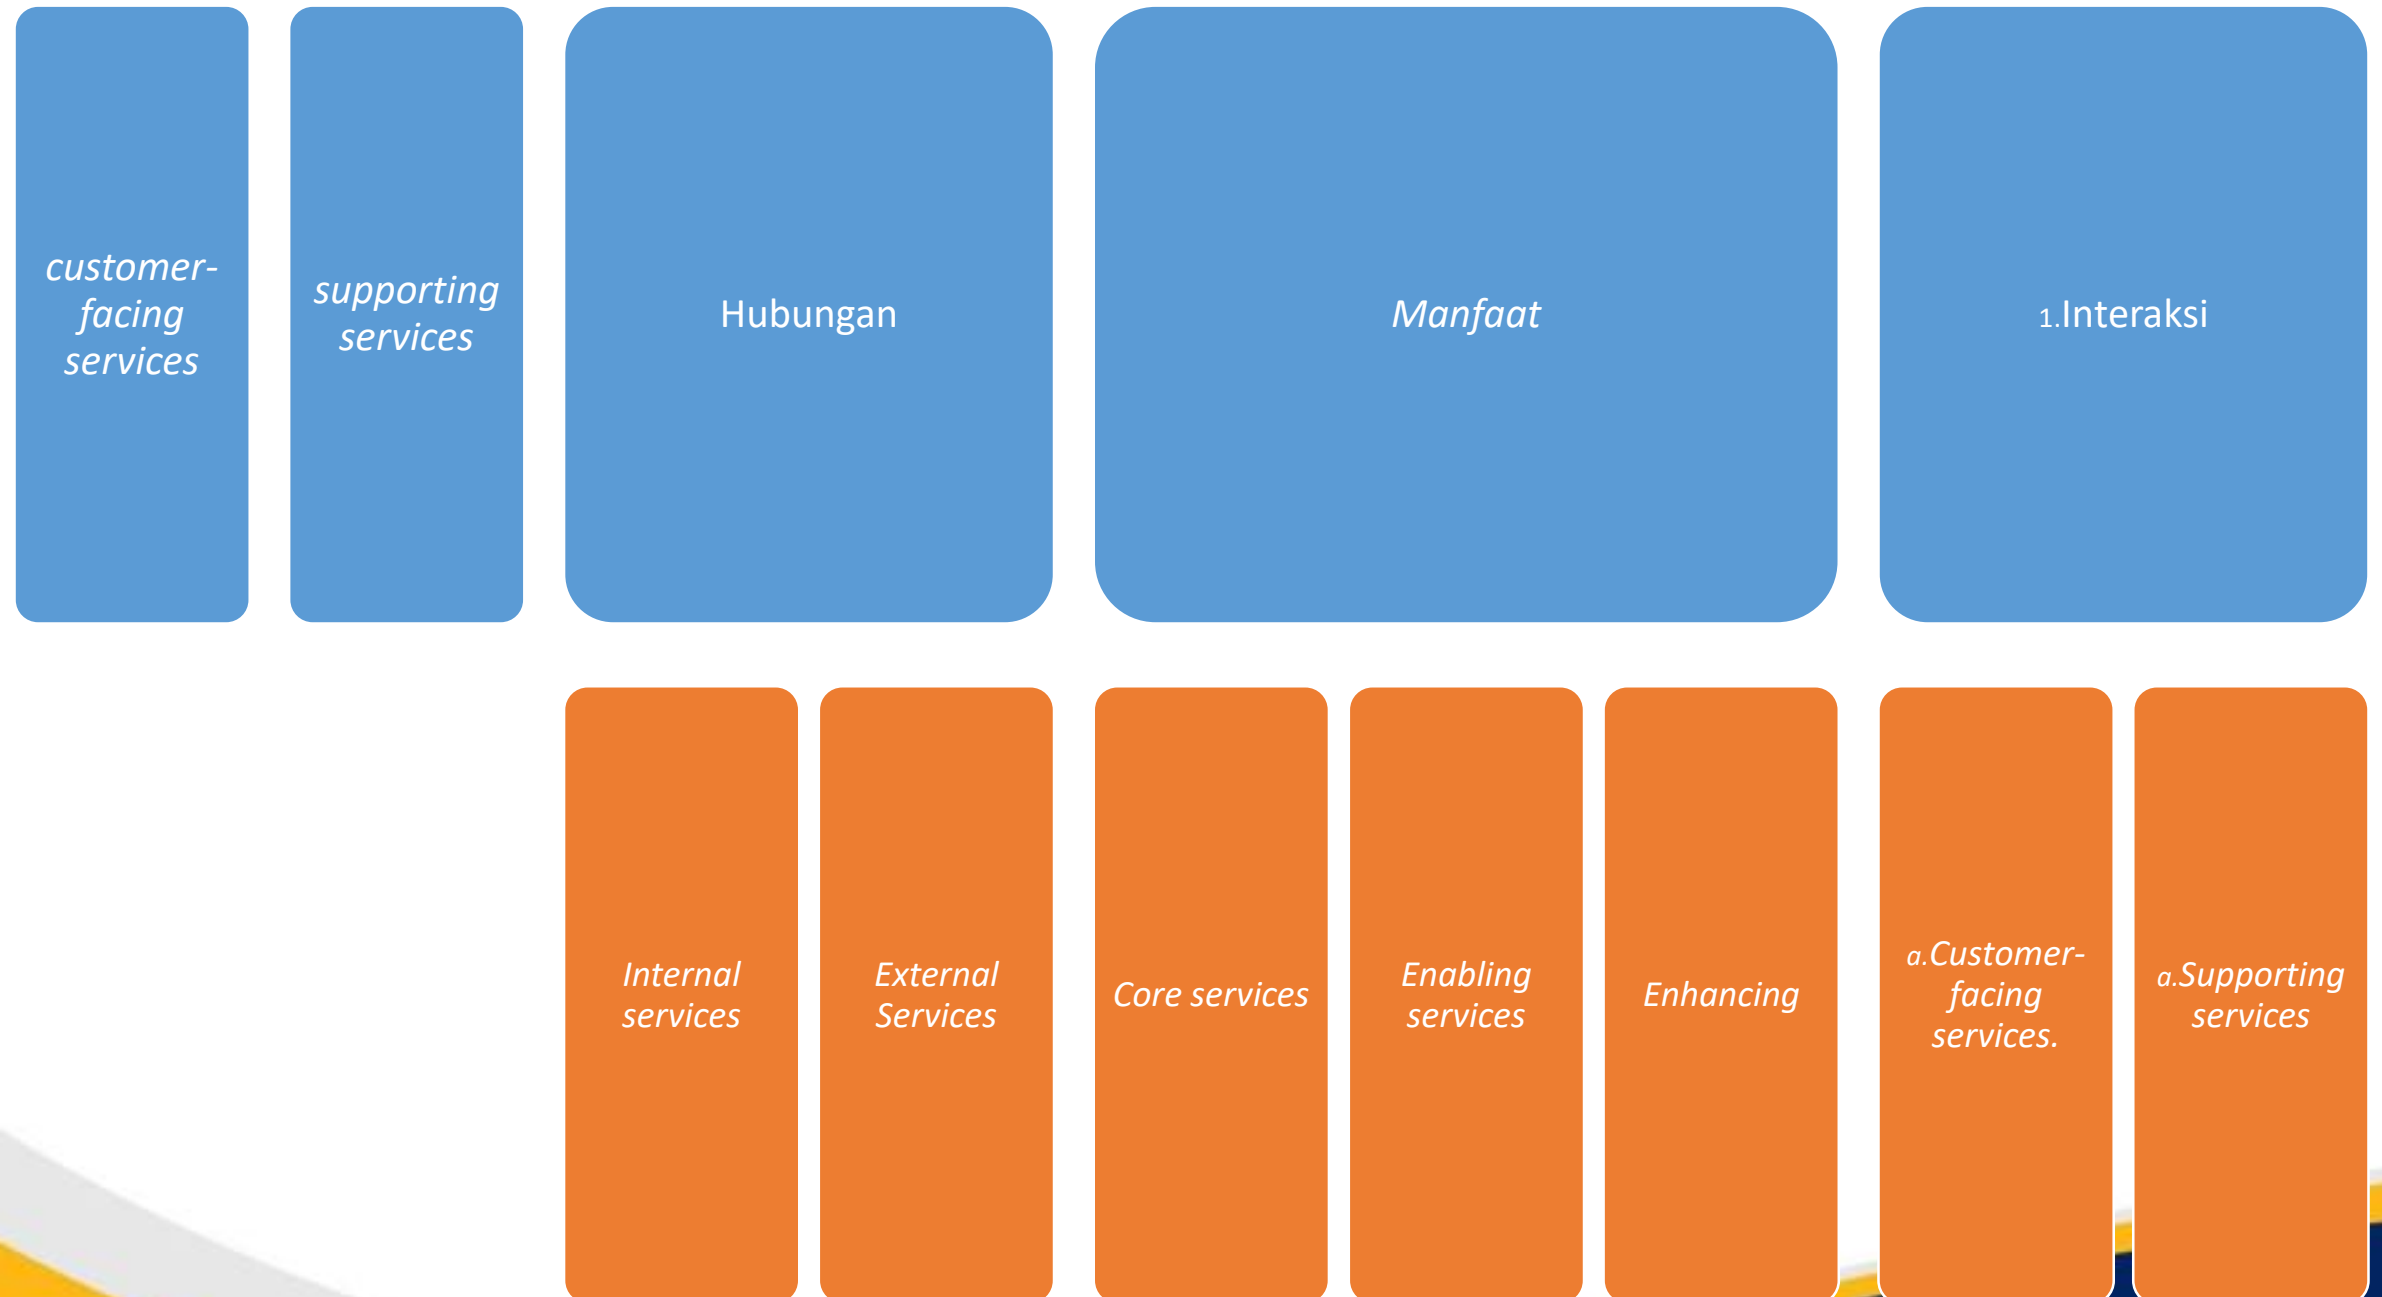 customer-
facing
services
supporting
services
Hubungan
Manfaat
1.Interaksi
Internal
services
External
Services
Core services
Enabling
services
Enhancing
a.Customer-
facing
services.
a.Supporting
services